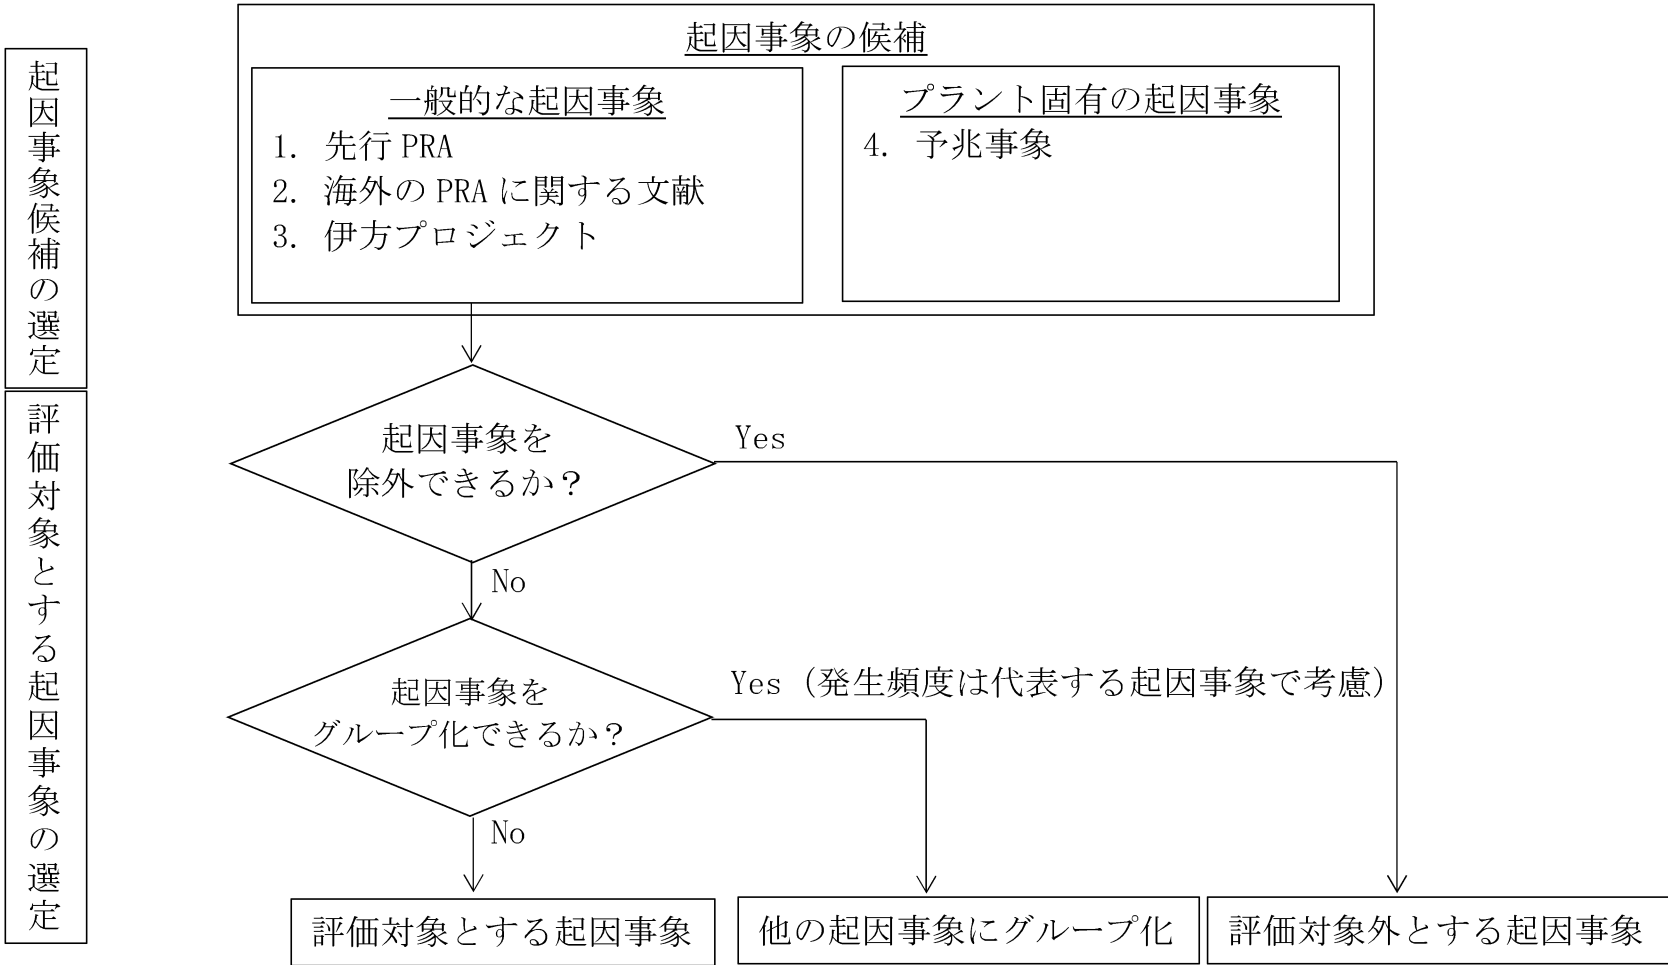 起因事象候補の選定
起因事象の候補
一般的な起因事象
1. 先行 PRA
2. 海外の PRA に関する文献
3. 伊方プロジェクト
プラント固有の起因事象
4. 予兆事象
評価対象とする起因事象の選定
起因事象を
除外できるか？
Yes
No
起因事象を
グループ化できるか？
Yes（発生頻度は代表する起因事象で考慮）
No
評価対象とする起因事象
他の起因事象にグループ化
評価対象外とする起因事象